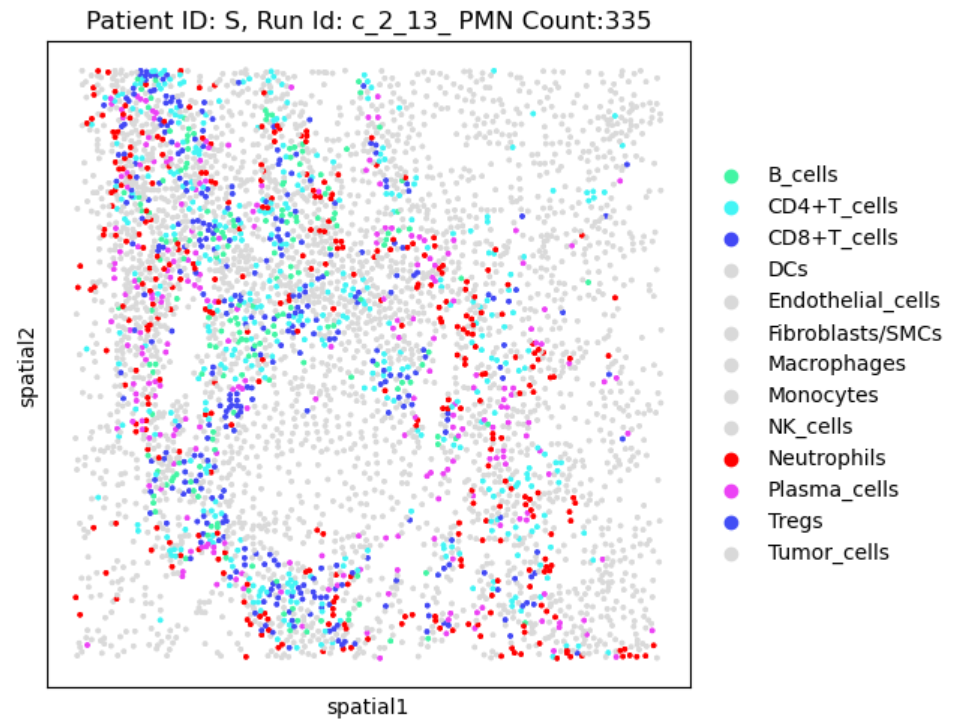 Patient ID: S, Run Id: c_2_13_ PMN Count:335
spatial2
spatial1
B_cells
CD4+T_cells
CD8+T_cells
DCs
Endothelial_cells
Fibroblasts/SMCs
Macrophages
Monocytes
NK_cells
Neutrophils
Plasma_cells
Tregs
Tumor_cells